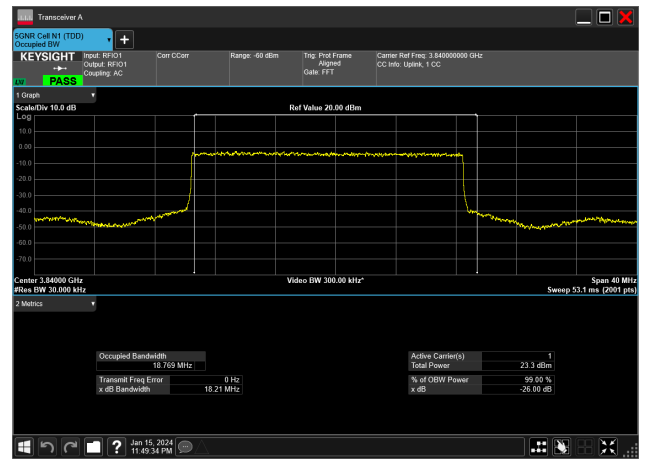 Transceiver A
5GNR Cell N1 (TDD)
Occupied BW
KEYSIGHT
Input: RFIO1
Output: RFIO1
Coupling: AC
Corr CCorr
Range: -60 dBm
Trig: Prot Frame
Aligned
Gate: FFT
Carrier Ref Freq: 3.840000000 GHz
CC Info: Uplink, 1 CC
PASS
1 Graph
Scale/Div 10.0 dB
Ref Value 20.00 dBm
Log
10.0
0.00
-10.0
-20.0
-30.0
-40.0
-50.0
-60.0
-70.0
Center 3.84000 GHz
Video BW 300.00 kHz*
Span 40 MHz
#Res BW 30.000 kHz
Sweep 53.1 ms (2001 pts)
2 Metrics
Occupied Bandwidth
18.769 MHz
Active Carrier(s) 1
Total Power 23.3 dBm
Transmit Freq Error 0 Hz
x dB Bandwidth 18.21 MHz
% of OBW Power 99.00 %
x dB -26.00 dB
Jan 15, 2024
11:49:34 PM